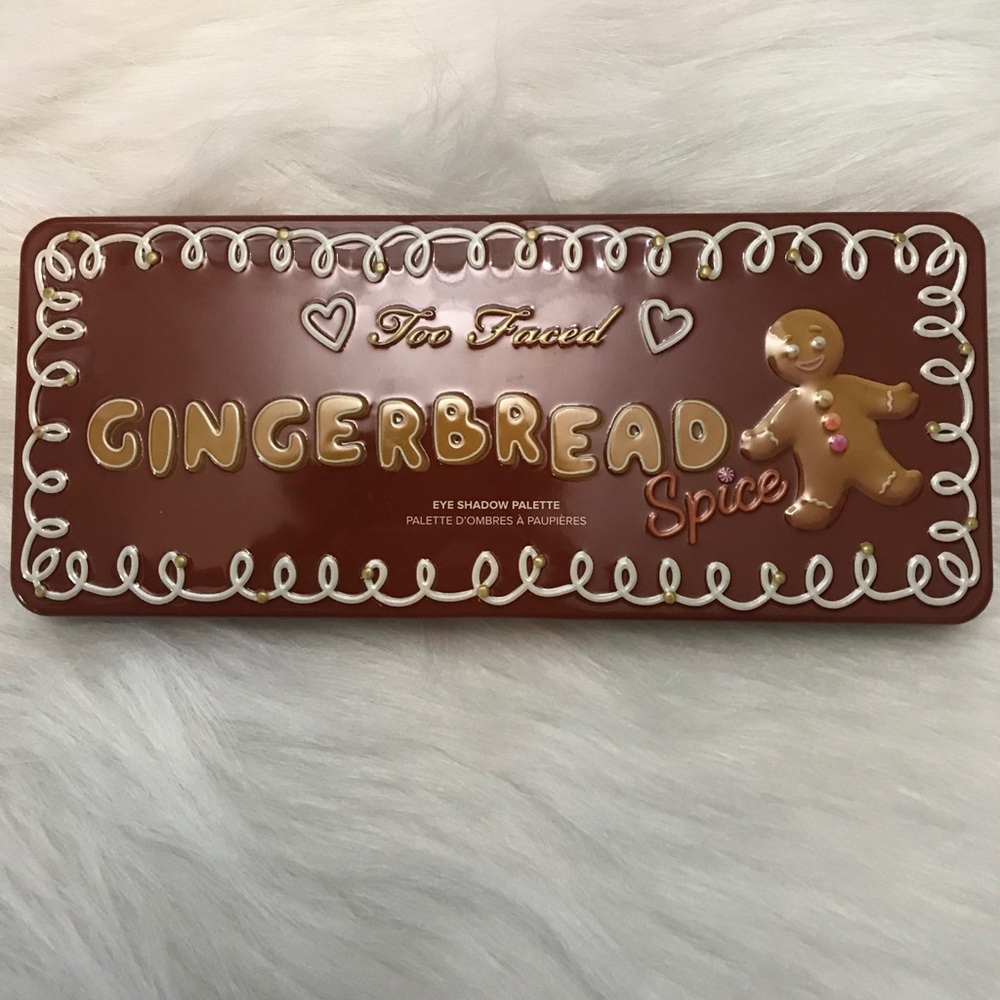 Too Faced
GINGERBREAD
Spice
EYE SHADOW PALETTE
PALETTE D'OMBRES À PAUPIÈRES